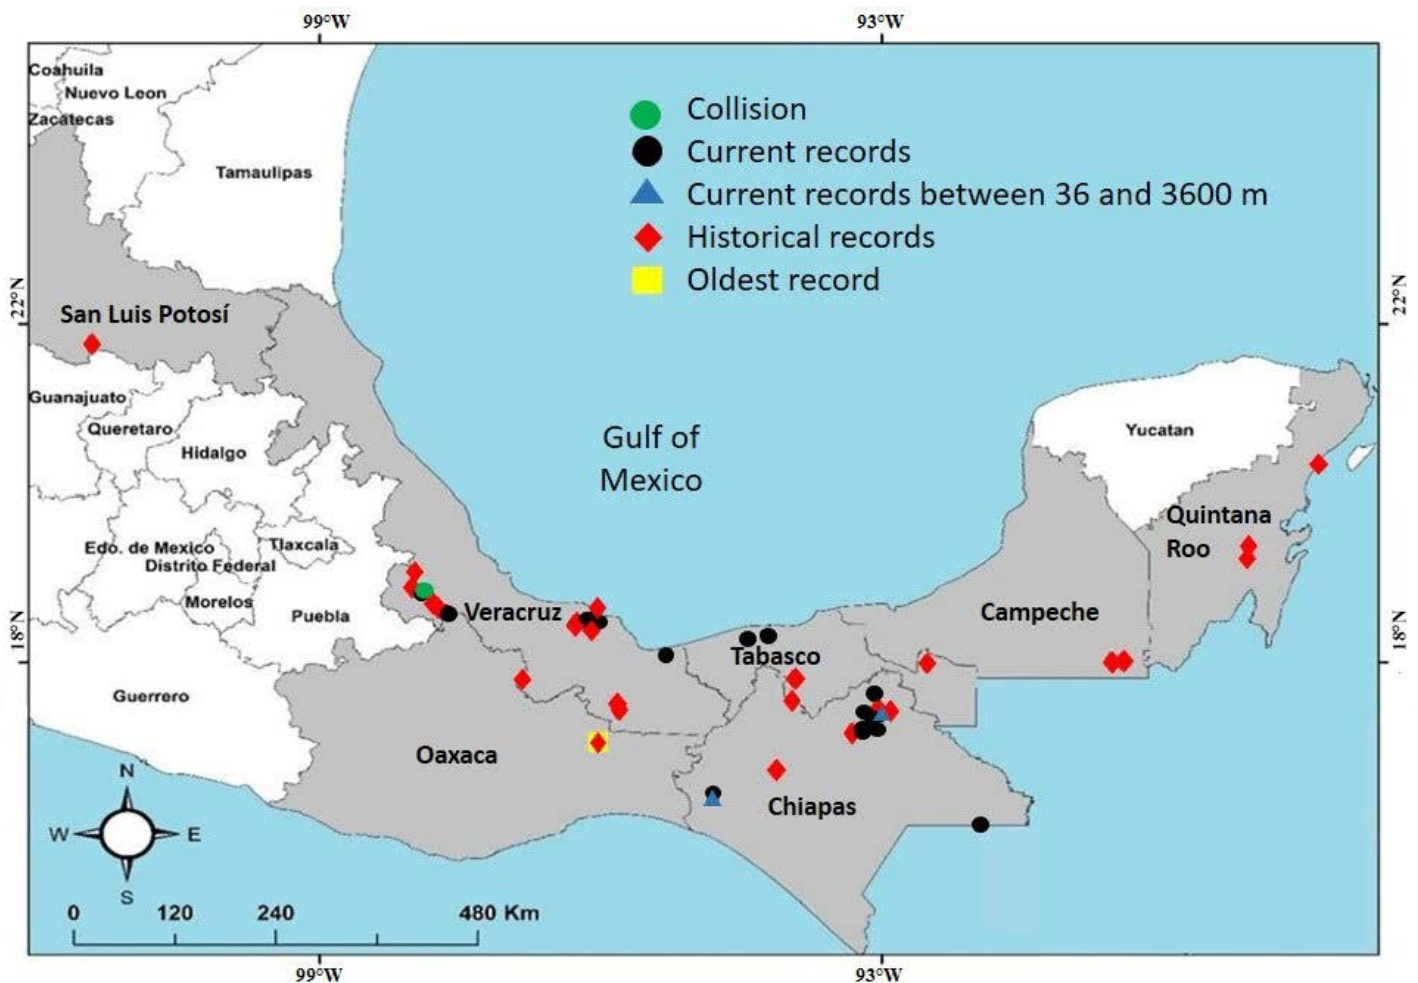 99°W 93°W
Coahuila
Nuevo Leon
Zacatecas
Tamaulipas
Collision
Current records
Current records between 36 and 3600 m
Historical records
Oldest record
22°N 22°N
San Luis Potosí
Guanajuato
Queretaro
Hidalgo
Gulf of
Mexico
Yucatan
Quintana
Roo
Edo. de Mexico
Tlaxcala
Distrito Federal
Morelos
Puebla
Veracruz
Campeche
18°N 18°N
Tabasco
Guerrero
Oaxaca
Chiapas
N
W E
S
0 120 240 480 Km
99°W 93°W